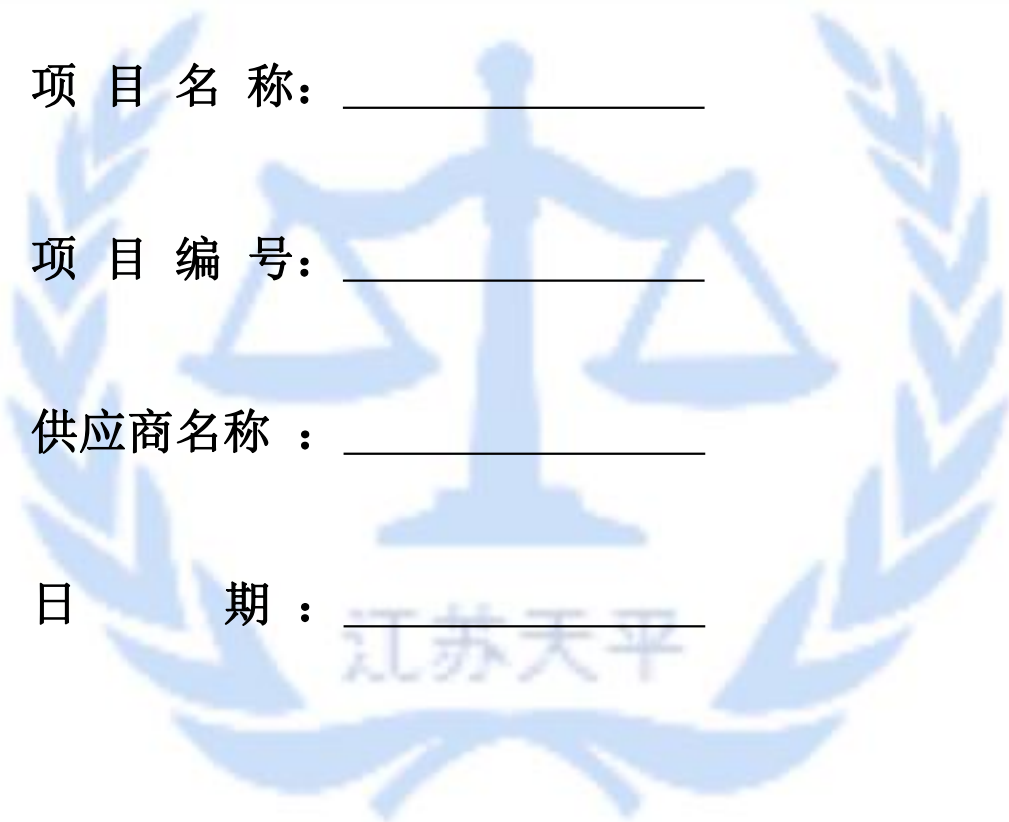 项 目 名 称：
项 目 编 号：
供应商名称 ：
日 期 ：
江苏天平